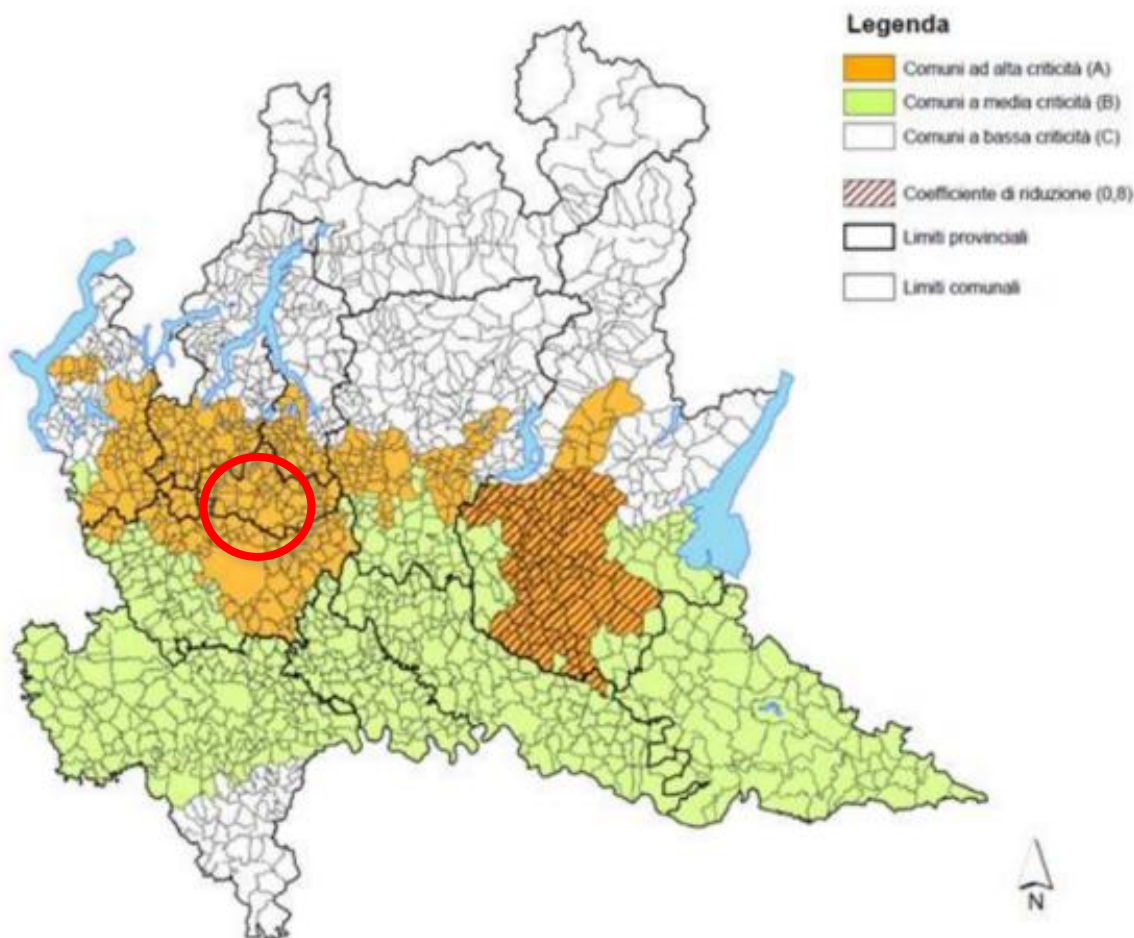 Legenda
Comuni ad alta criticità (A)
Comuni a media criticità (B)
Comuni a bassa criticità (C)
Coefficiente di riduzione (0,8)
Limiti provinciali
Limiti comunali
N